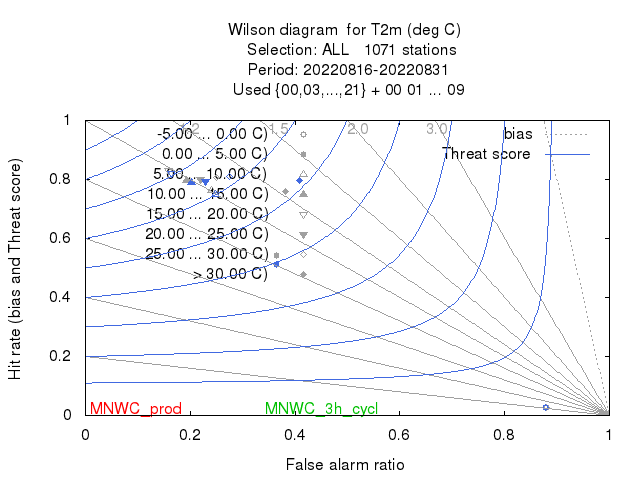 Wilson diagram for T2m (deg C)
Selection: ALL 1071 stations
Period: 20220816-20220831
Used {00,03,...,21} + 00 01 ... 09
1.2 1.5 2.0 3.0
bias
Threat score
-5.00 ... 0.00 C)
0.00 ... 5.00 C)
5.00 ... 10.00 C)
10.00 ... 15.00 C)
15.00 ... 20.00 C)
20.00 ... 25.00 C)
25.00 ... 30.00 C)
> 30.00 C)
1
0.8
0.6
0.4
0.2
0
Hit rate (bias and Threat score)
MNWC_prod
MNWC_3h_cycl
0 0.2 0.4 0.6 0.8 1
False alarm ratio